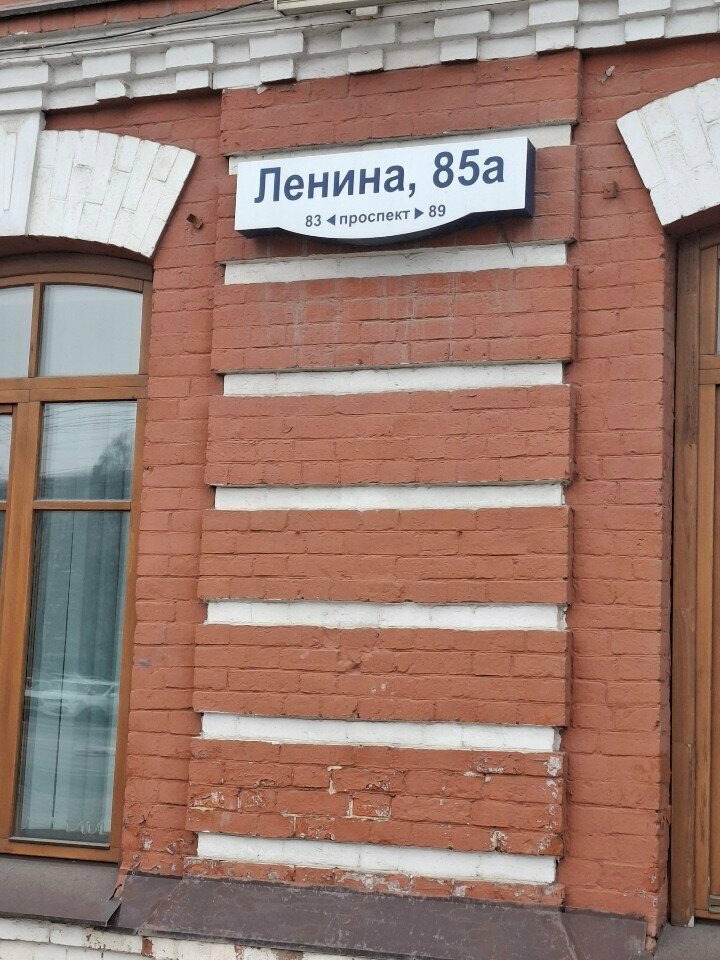 Ленина, 85а
83 ◀ проспект ▶ 89